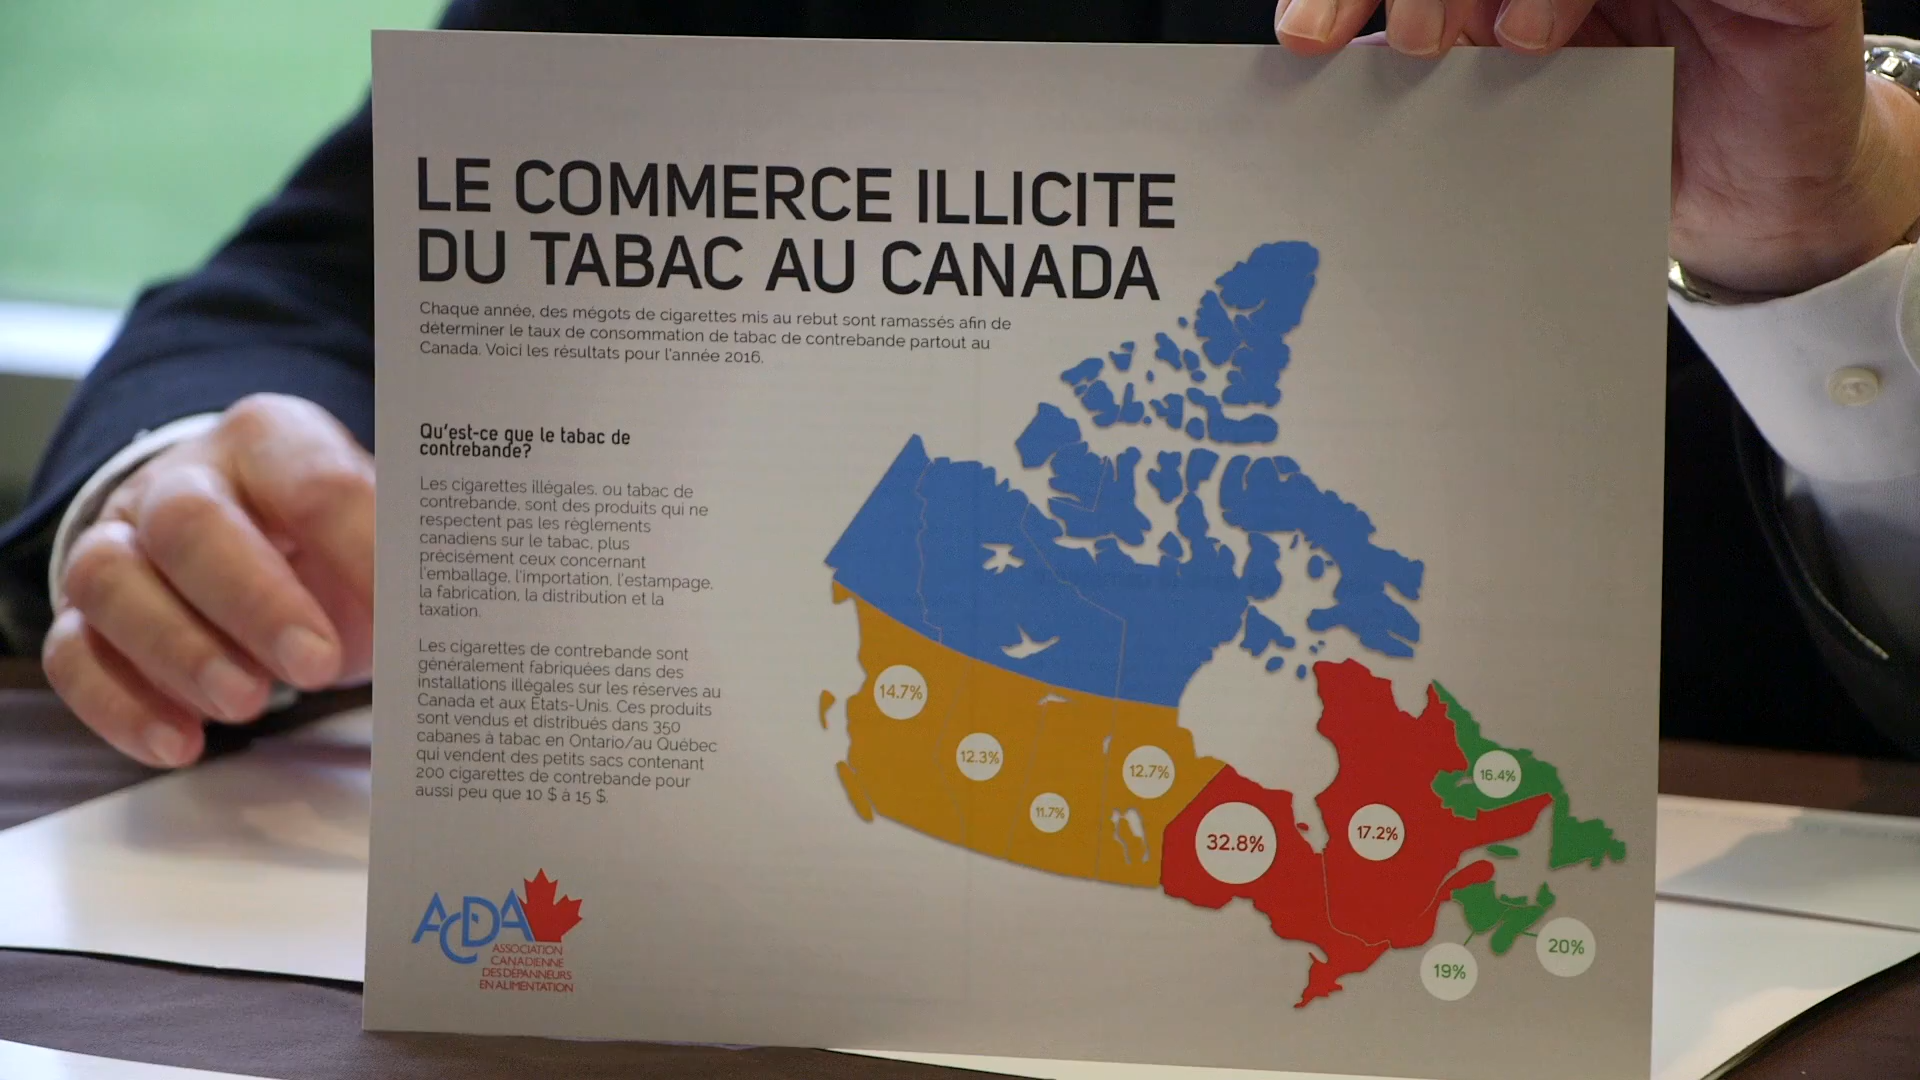 LE COMMERCE ILLICITE
DU TABAC AU CANADA
Chaque année, des mégots de cigarettes mis au rebut sont ramassés afin de
déterminer le taux de consommation de tabac de contrebande partout au
Canada. Voici les résultats pour l'année 2016.
Qu'est-ce que le tabac de
contrebande?
Les cigarettes illégales, ou tabac de
contrebande, sont des produits qui ne
respectent pas les règlements
canadiens sur le tabac, plus
précisément ceux concernant
l'emballage, l'importation, l'estampage,
la fabrication, la distribution et la
taxation.
Les cigarettes de contrebande sont
généralement fabriquées dans des
installations illégales sur les réserves au
Canada et aux États-Unis. Ces produits
sont vendus et distribués dans 350
cabanes à tabac en Ontario/au Québec
qui vendent des petits sacs contenant
200 cigarettes de contrebande pour
aussi peu que 10 $ à 15 $.
14.7%
12.3%
11.7%
12.7%
32.8%
17.2%
16.4%
19%
20%
ACDA
ASSOCIATION
CANADIENNE
DES DÉPANNEURS
EN ALIMENTATION